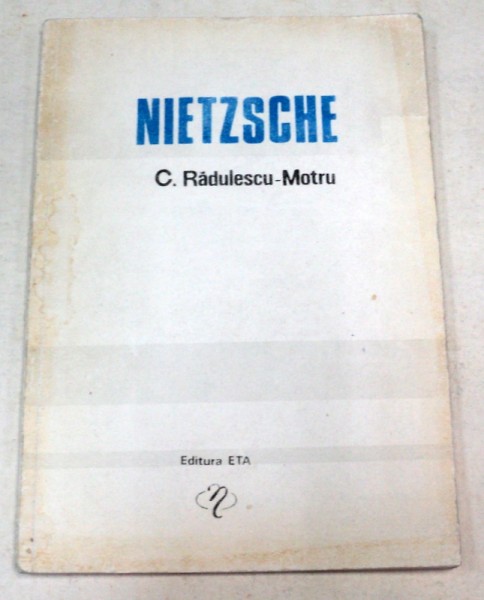 NIETZSCHE
C. Rădulescu-Motru
Editura ETA
η